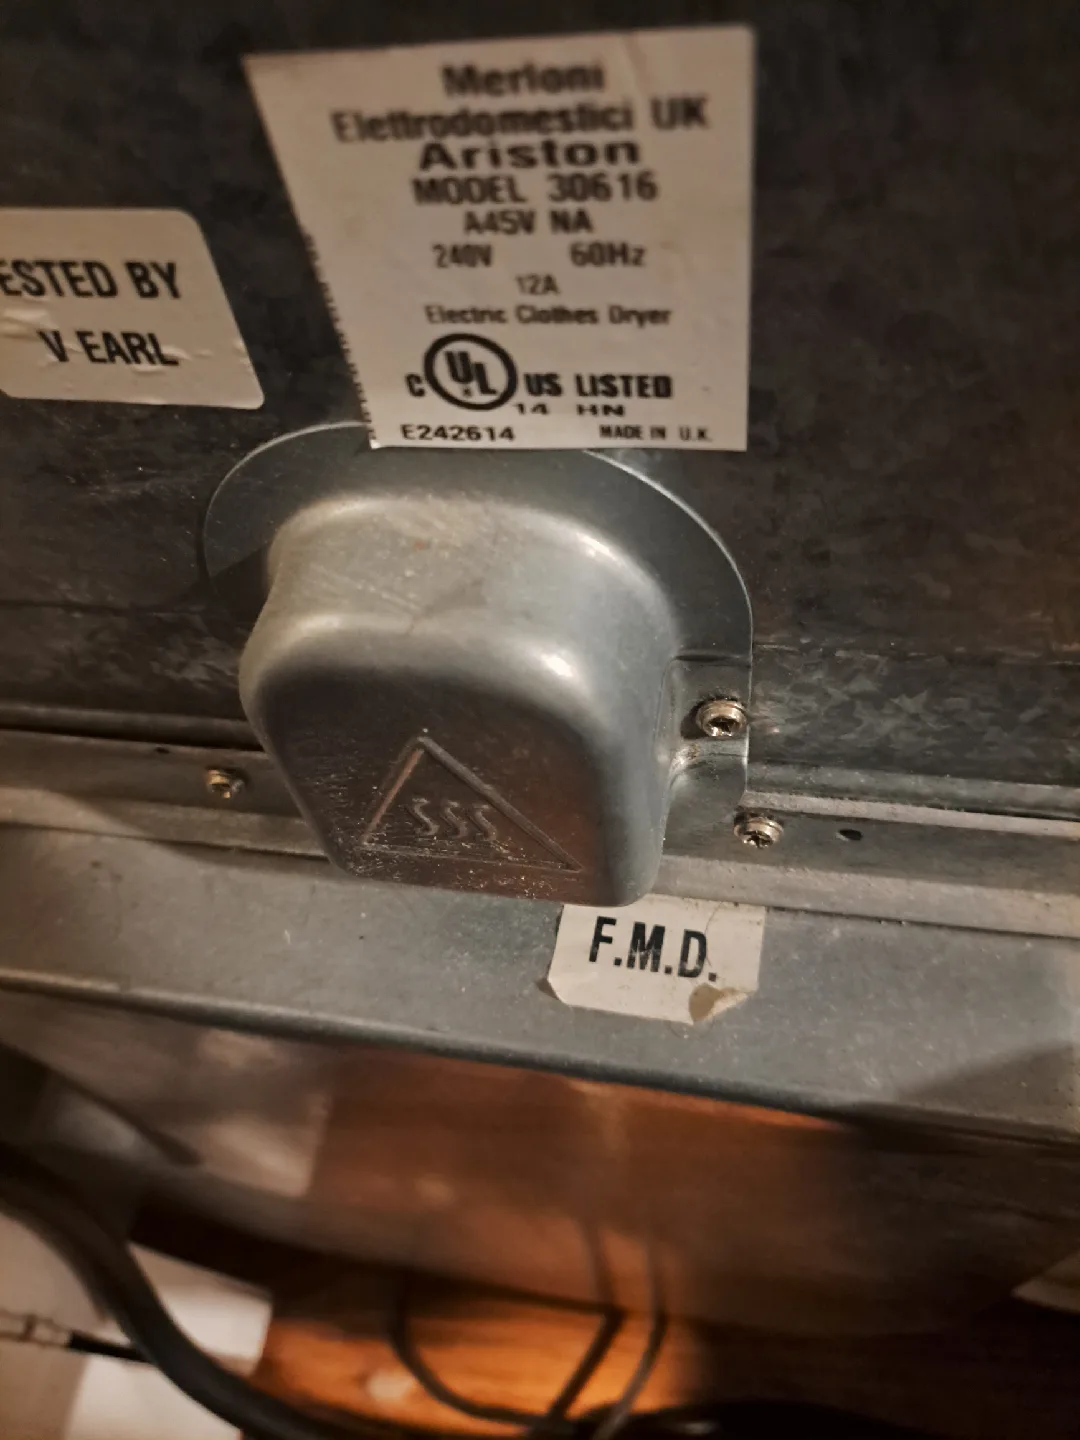 Merloni
Elettrodomestici UK
Ariston
MODEL 30616
A45V NA
240V 60Hz
12A
Electric Clothes Dryer
C UL US LISTED
14 HN
E242614 MADE IN U.K.
ESTED BY
V EARL
F.M.D.